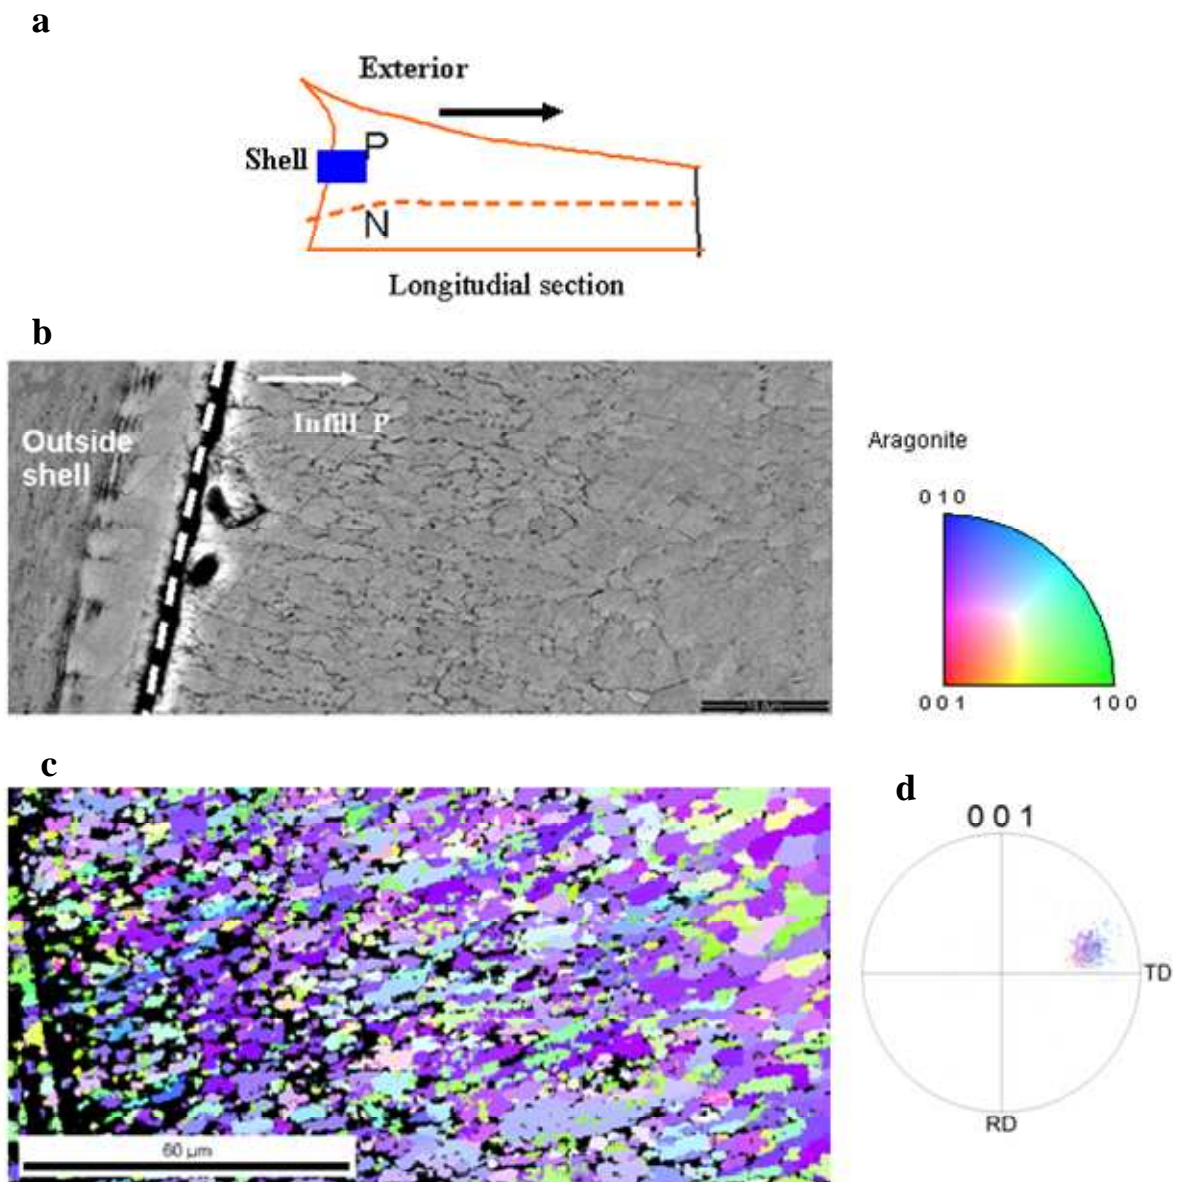 a
Exterior
Shell
P
N
Longitudial section
b
Outside
shell
Infill_P
Aragonite
0 1 0
0 0 1
1 0 0
c
60 µm
d
0 0 1
TD
RD